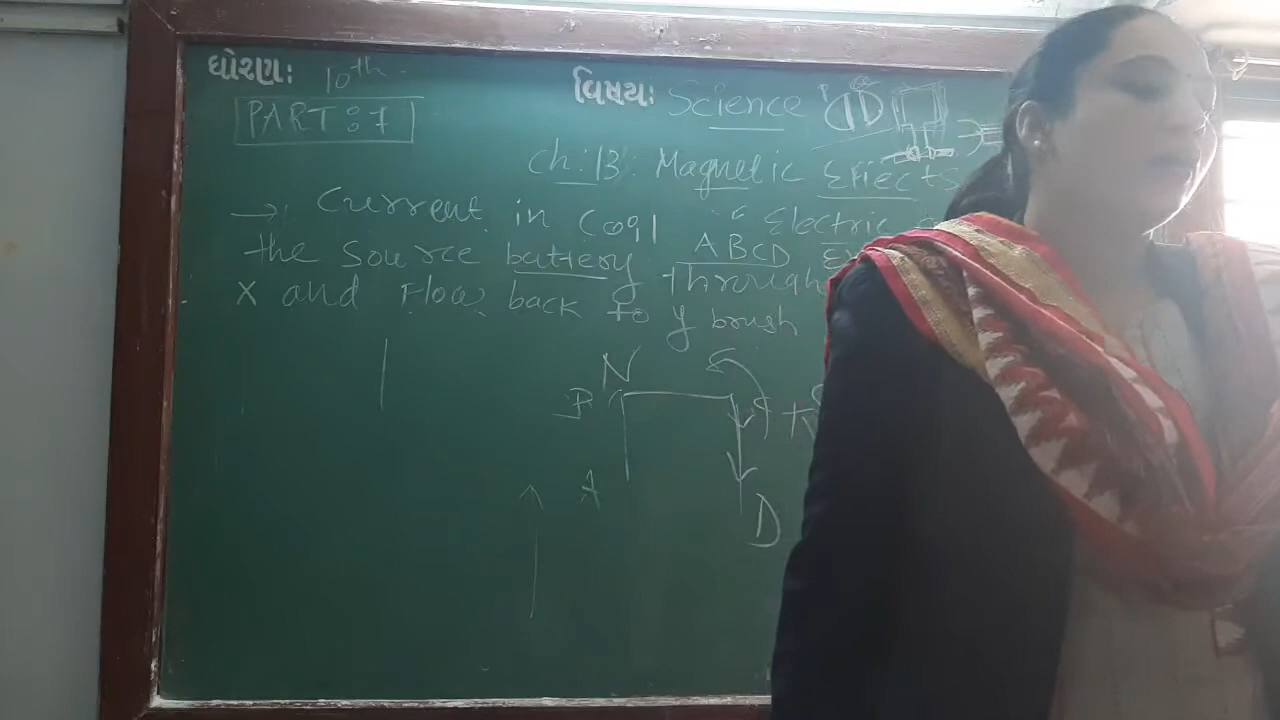 ધોરણ: 10th
વિષય: Science
PART: 7
Ch: 13: Magnetic Effects
→ Current in Coil " Electric
the source battery ABCD
X and Flow back to y brush through
N
B
A
D